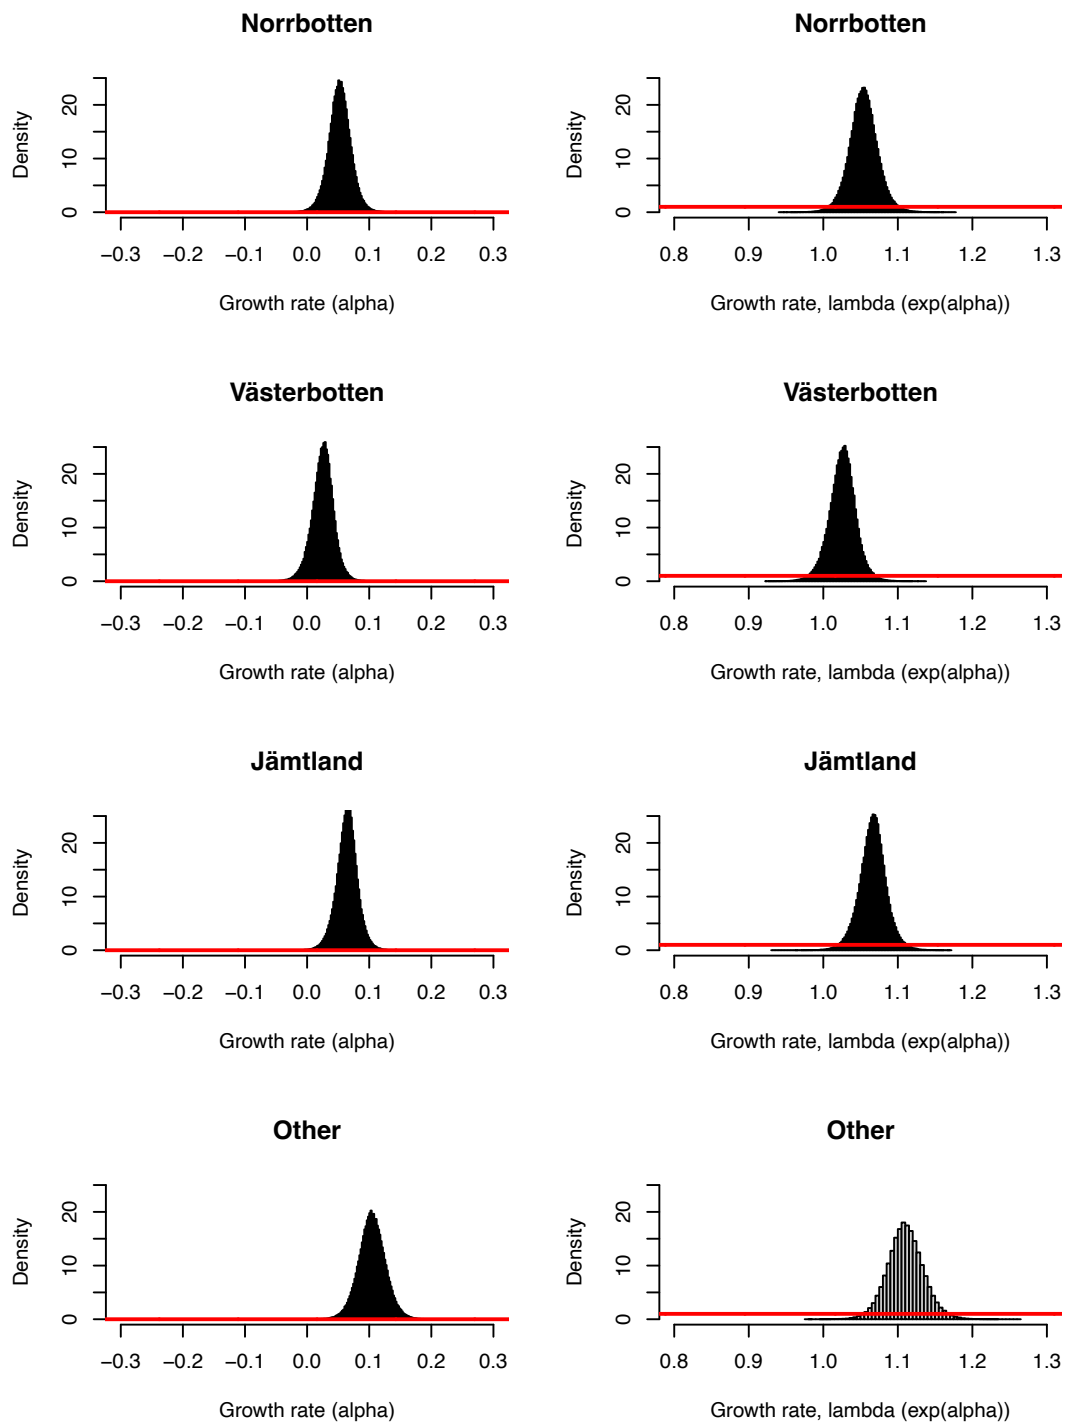 Norrbotten
Norrbotten
Density
0 10 20
−0.3 −0.2 −0.1 0.0 0.1 0.2 0.3
Growth rate (alpha)
Density
0 10 20
0.8 0.9 1.0 1.1 1.2 1.3
Growth rate, lambda (exp(alpha))
Västerbotten
Västerbotten
Density
0 10 20
−0.3 −0.2 −0.1 0.0 0.1 0.2 0.3
Growth rate (alpha)
Density
0 10 20
0.8 0.9 1.0 1.1 1.2 1.3
Growth rate, lambda (exp(alpha))
Jämtland
Jämtland
Density
0 10 20
−0.3 −0.2 −0.1 0.0 0.1 0.2 0.3
Growth rate (alpha)
Density
0 10 20
0.8 0.9 1.0 1.1 1.2 1.3
Growth rate, lambda (exp(alpha))
Other
Other
Density
0 10 20
−0.3 −0.2 −0.1 0.0 0.1 0.2 0.3
Growth rate (alpha)
Density
0 10 20
0.8 0.9 1.0 1.1 1.2 1.3
Growth rate, lambda (exp(alpha))